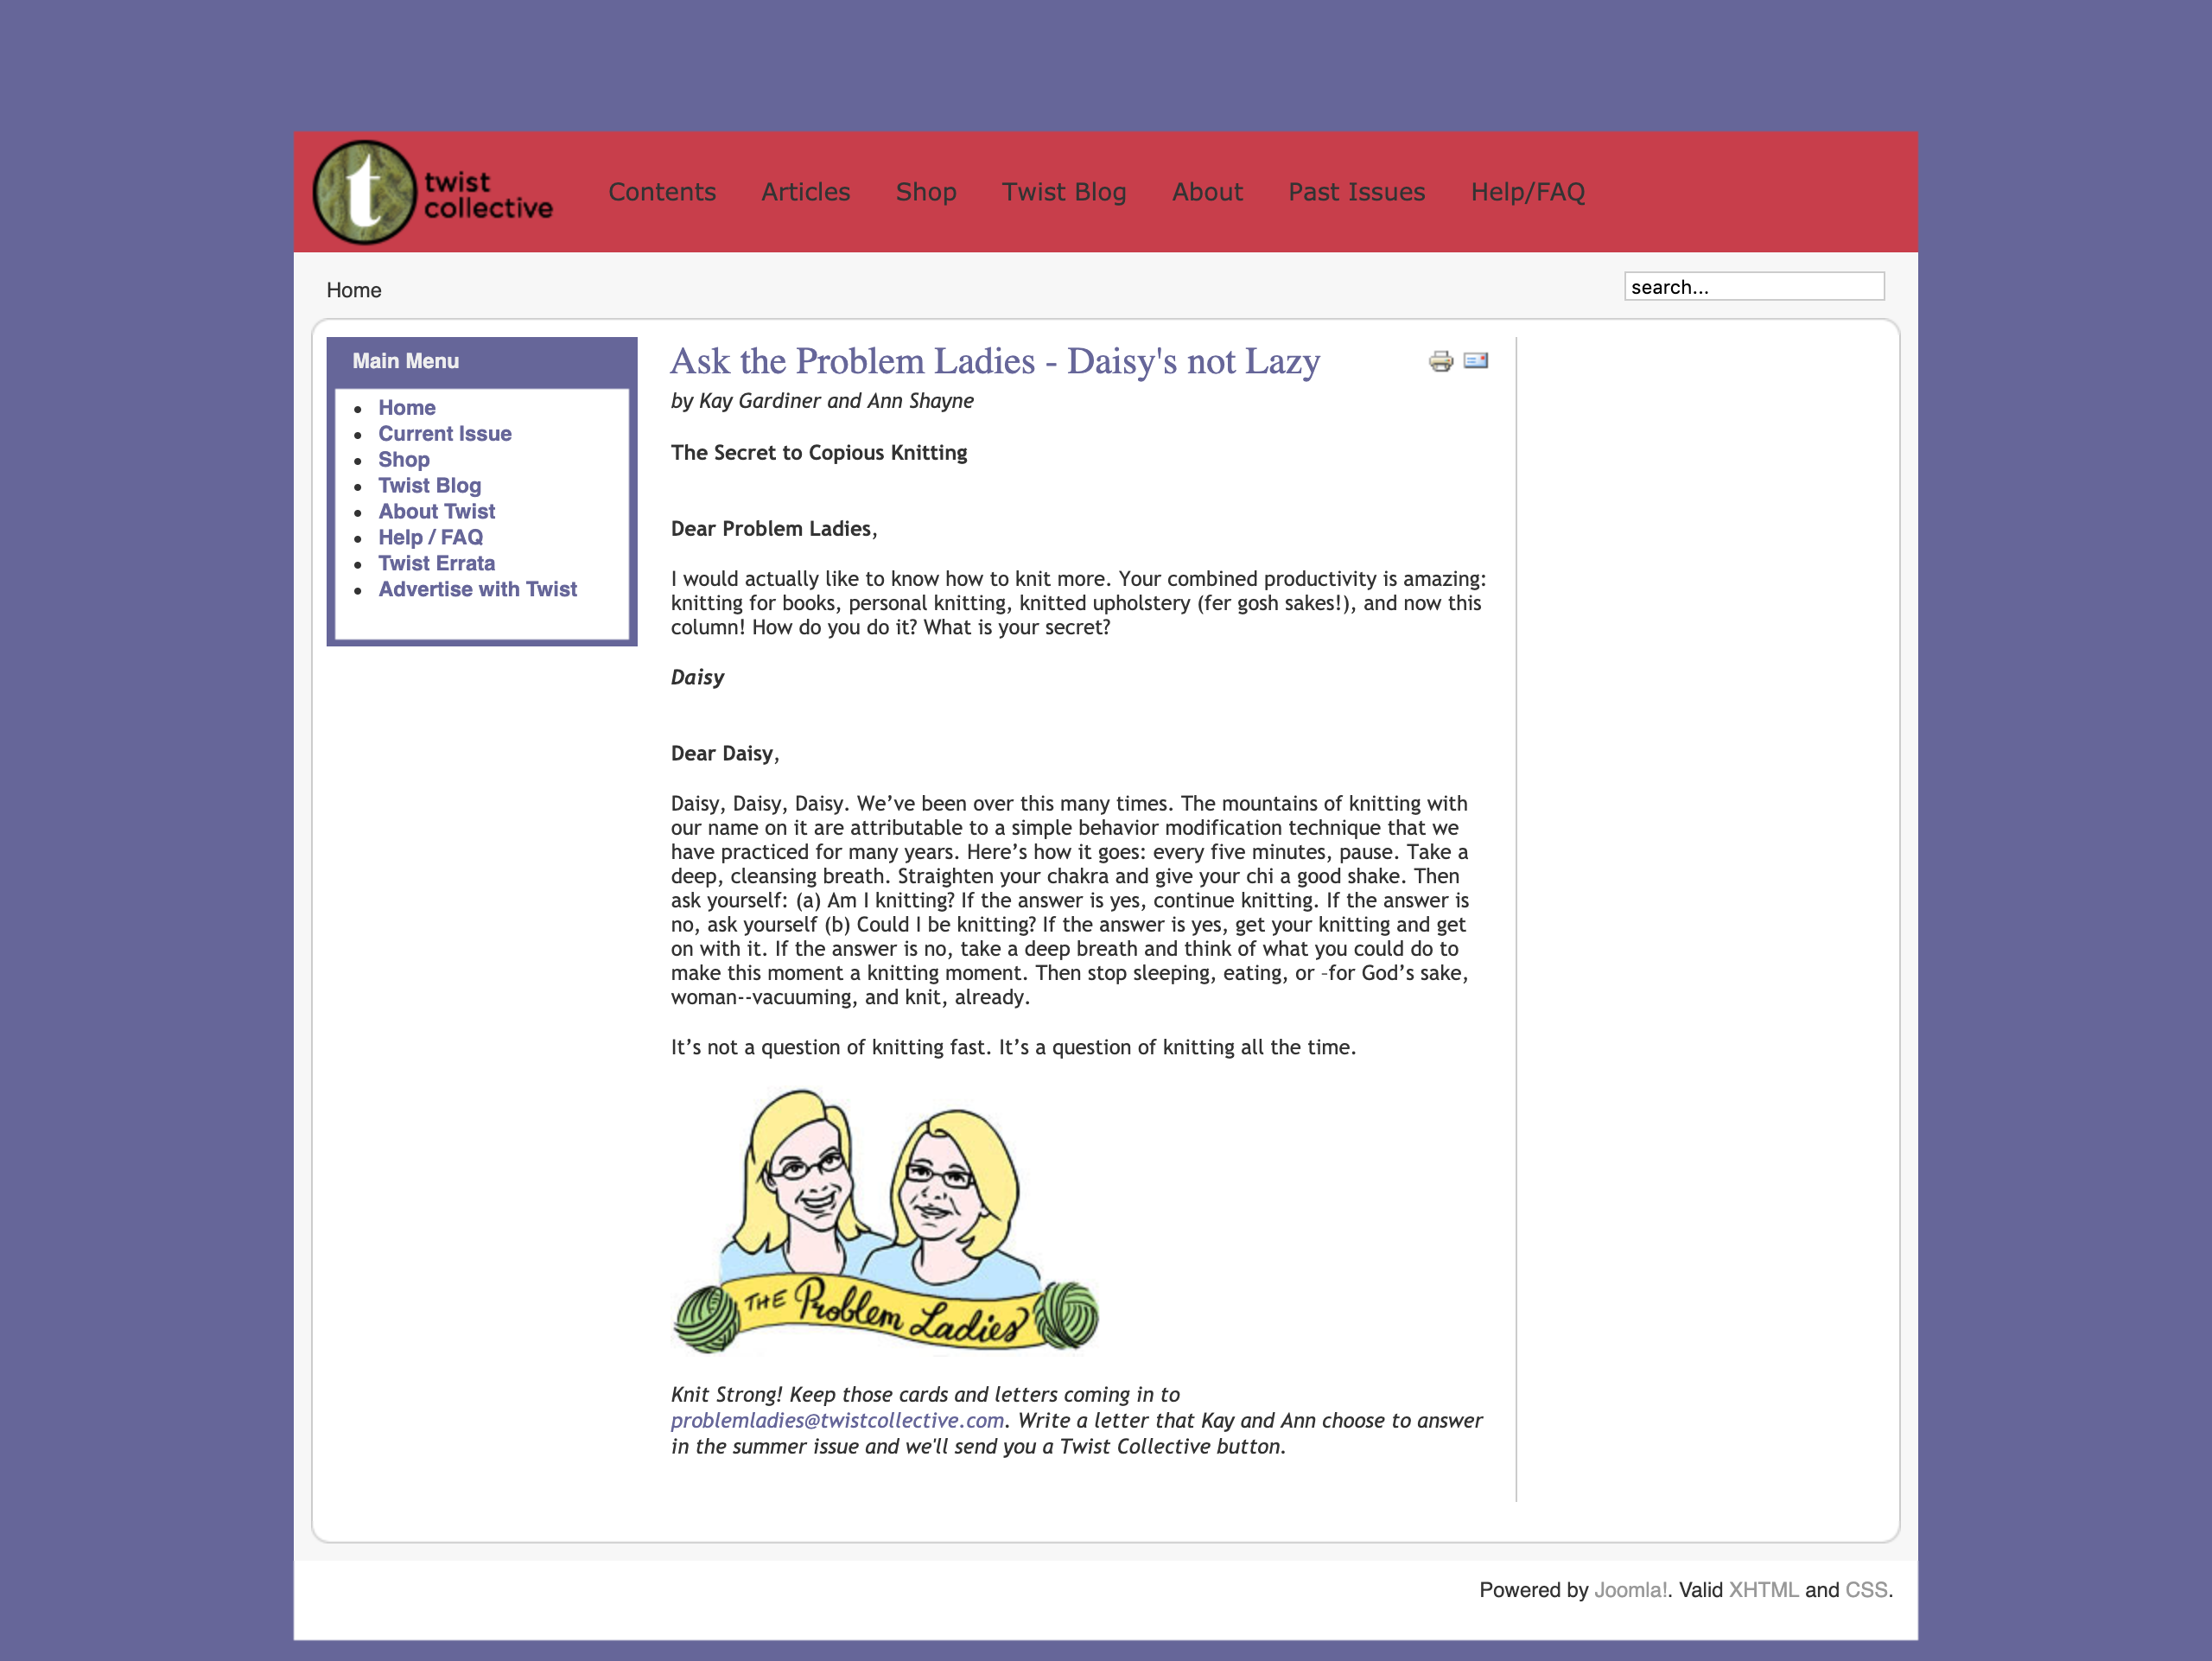 t twist
collective
Contents Articles Shop Twist Blog About Past Issues Help/FAQ
Home
search...
Main Menu
Home
Current Issue
Shop
Twist Blog
About Twist
Help / FAQ
Twist Errata
Advertise with Twist
Ask the Problem Ladies - Daisy's not Lazy
by Kay Gardiner and Ann Shayne
The Secret to Copious Knitting
Dear Problem Ladies,
I would actually like to know how to knit more. Your combined productivity is amazing:
knitting for books, personal knitting, knitted upholstery (fer gosh sakes!), and now this
column! How do you do it? What is your secret?
Daisy
Dear Daisy,
Daisy, Daisy, Daisy. We’ve been over this many times. The mountains of knitting with
our name on it are attributable to a simple behavior modification technique that we
have practiced for many years. Here’s how it goes: every five minutes, pause. Take a
deep, cleansing breath. Straighten your chakra and give your chi a good shake. Then
ask yourself: (a) Am I knitting? If the answer is yes, continue knitting. If the answer is
no, ask yourself (b) Could I be knitting? If the answer is yes, get your knitting and get
on with it. If the answer is no, take a deep breath and think of what you could do to
make this moment a knitting moment. Then stop sleeping, eating, or –for God’s sake,
woman--vacuuming, and knit, already.
It’s not a question of knitting fast. It’s a question of knitting all the time.
THE Problem Ladies
Knit Strong! Keep those cards and letters coming in to
problemladies@twistcollective.com. Write a letter that Kay and Ann choose to answer
in the summer issue and we'll send you a Twist Collective button.
Powered by Joomla!. Valid XHTML and CSS.